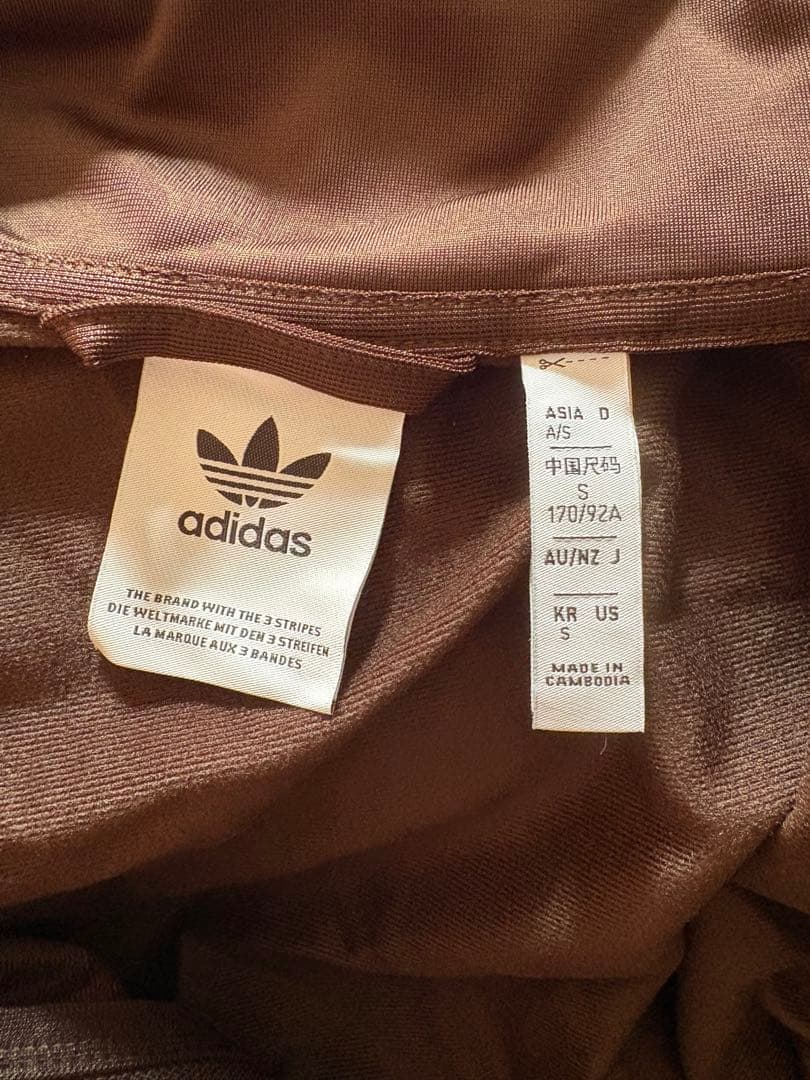 adidas
THE BRAND WITH THE 3 STRIPES
DIE WELTMARKE MIT DEN 3 STREIFEN
LA MARQUE AUX 3 BANDES
ASIA D
A/S
中国尺码
S
170/92A
AU/NZ J
KR US
S
MADE IN
CAMBODIA